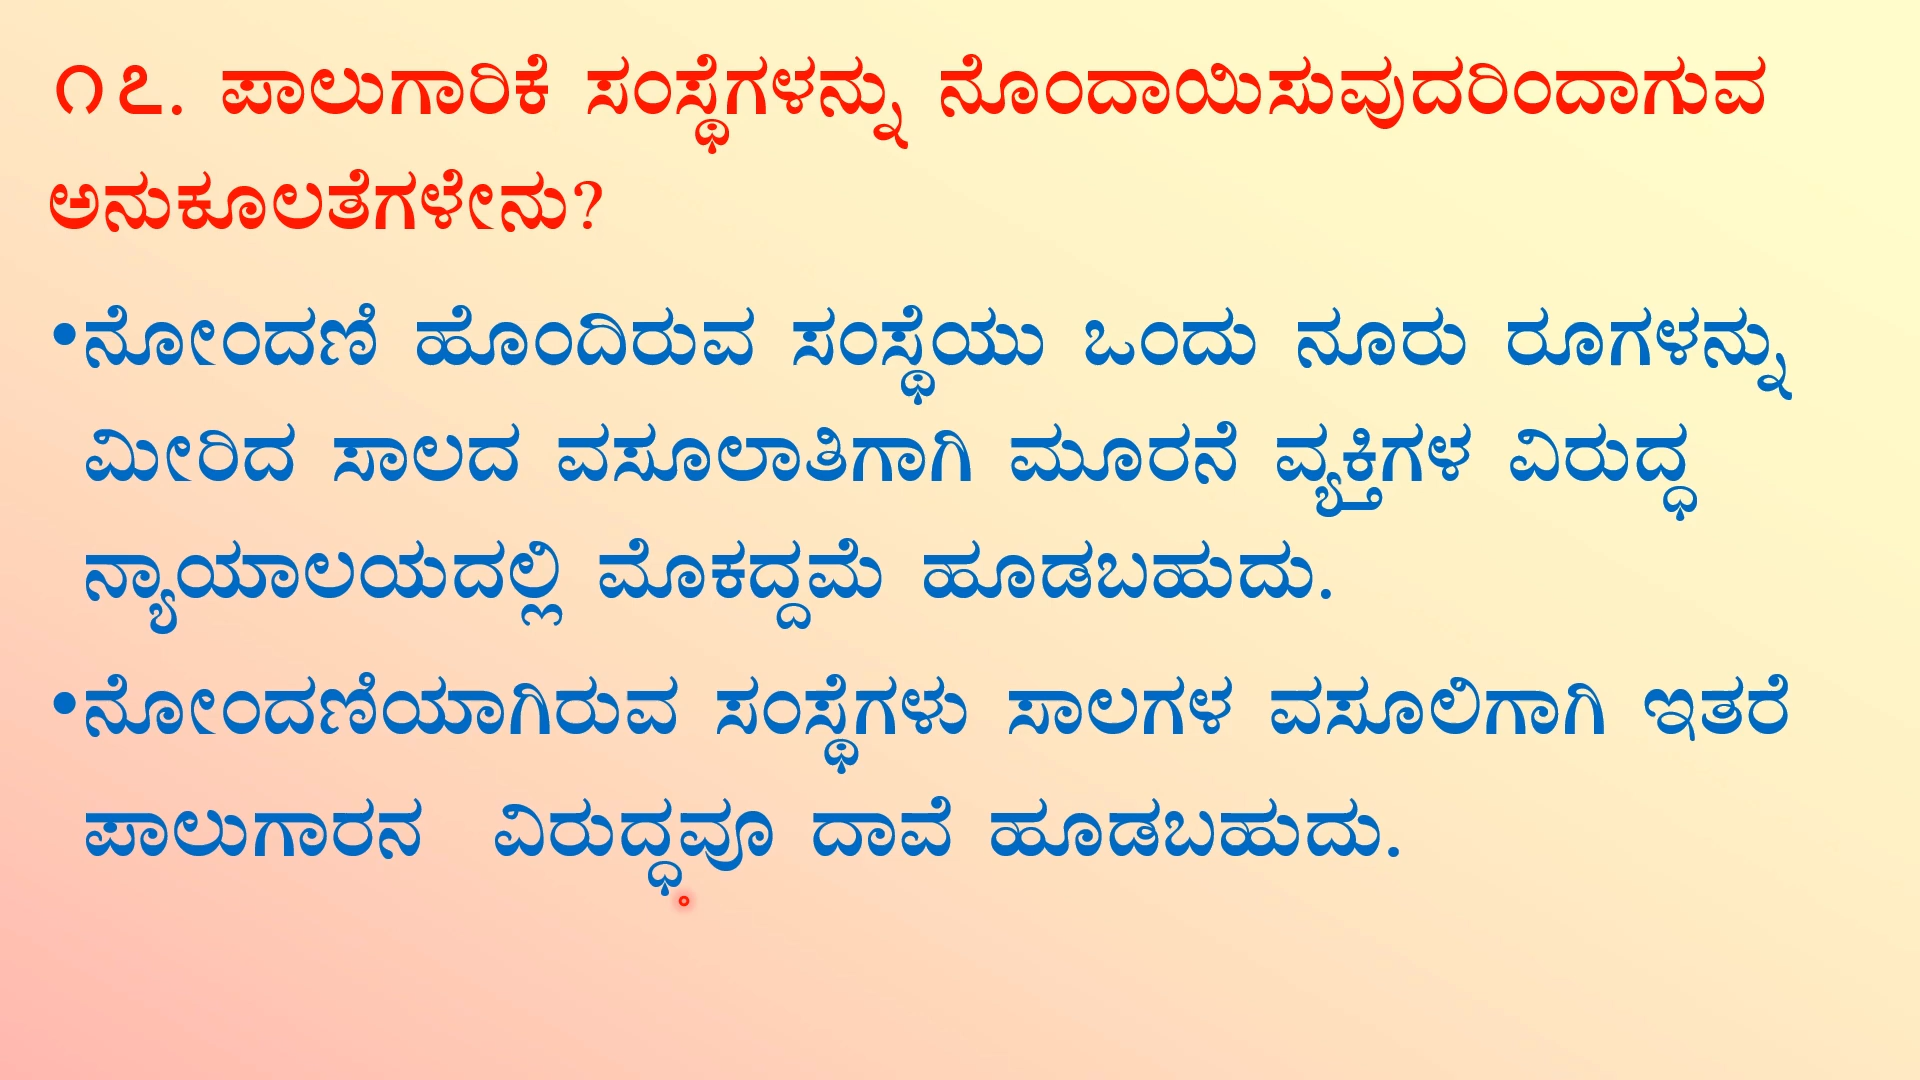 ೧೭. ಪಾಲುಗಾರಿಕೆ ಸಂಸ್ಥೆಗಳನ್ನು ನೊಂದಾಯಿಸುವುದರಿಂದಾಗುವ
ಅನುಕೂಲತೆಗಳೇನು?
•ನೋಂದಣಿ ಹೊಂದಿರುವ ಸಂಸ್ಥೆಯು ಒಂದು ನೂರು ರೂಗಳನ್ನು
ಮೀರಿದ ಸಾಲದ ವಸೂಲಾತಿಗಾಗಿ ಮೂರನೆ ವ್ಯಕ್ತಿಗಳ ವಿರುದ್ಧ
ನ್ಯಾಯಾಲಯದಲ್ಲಿ ಮೊಕದ್ದಮೆ ಹೂಡಬಹುದು.
•ನೋಂದಣಿಯಾಗಿರುವ ಸಂಸ್ಥೆಗಳು ಸಾಲಗಳ ವಸೂಲಿಗಾಗಿ ಇತರೆ
ಪಾಲುಗಾರನ ವಿರುದ್ಧವೂ ದಾವೆ ಹೂಡಬಹುದು.